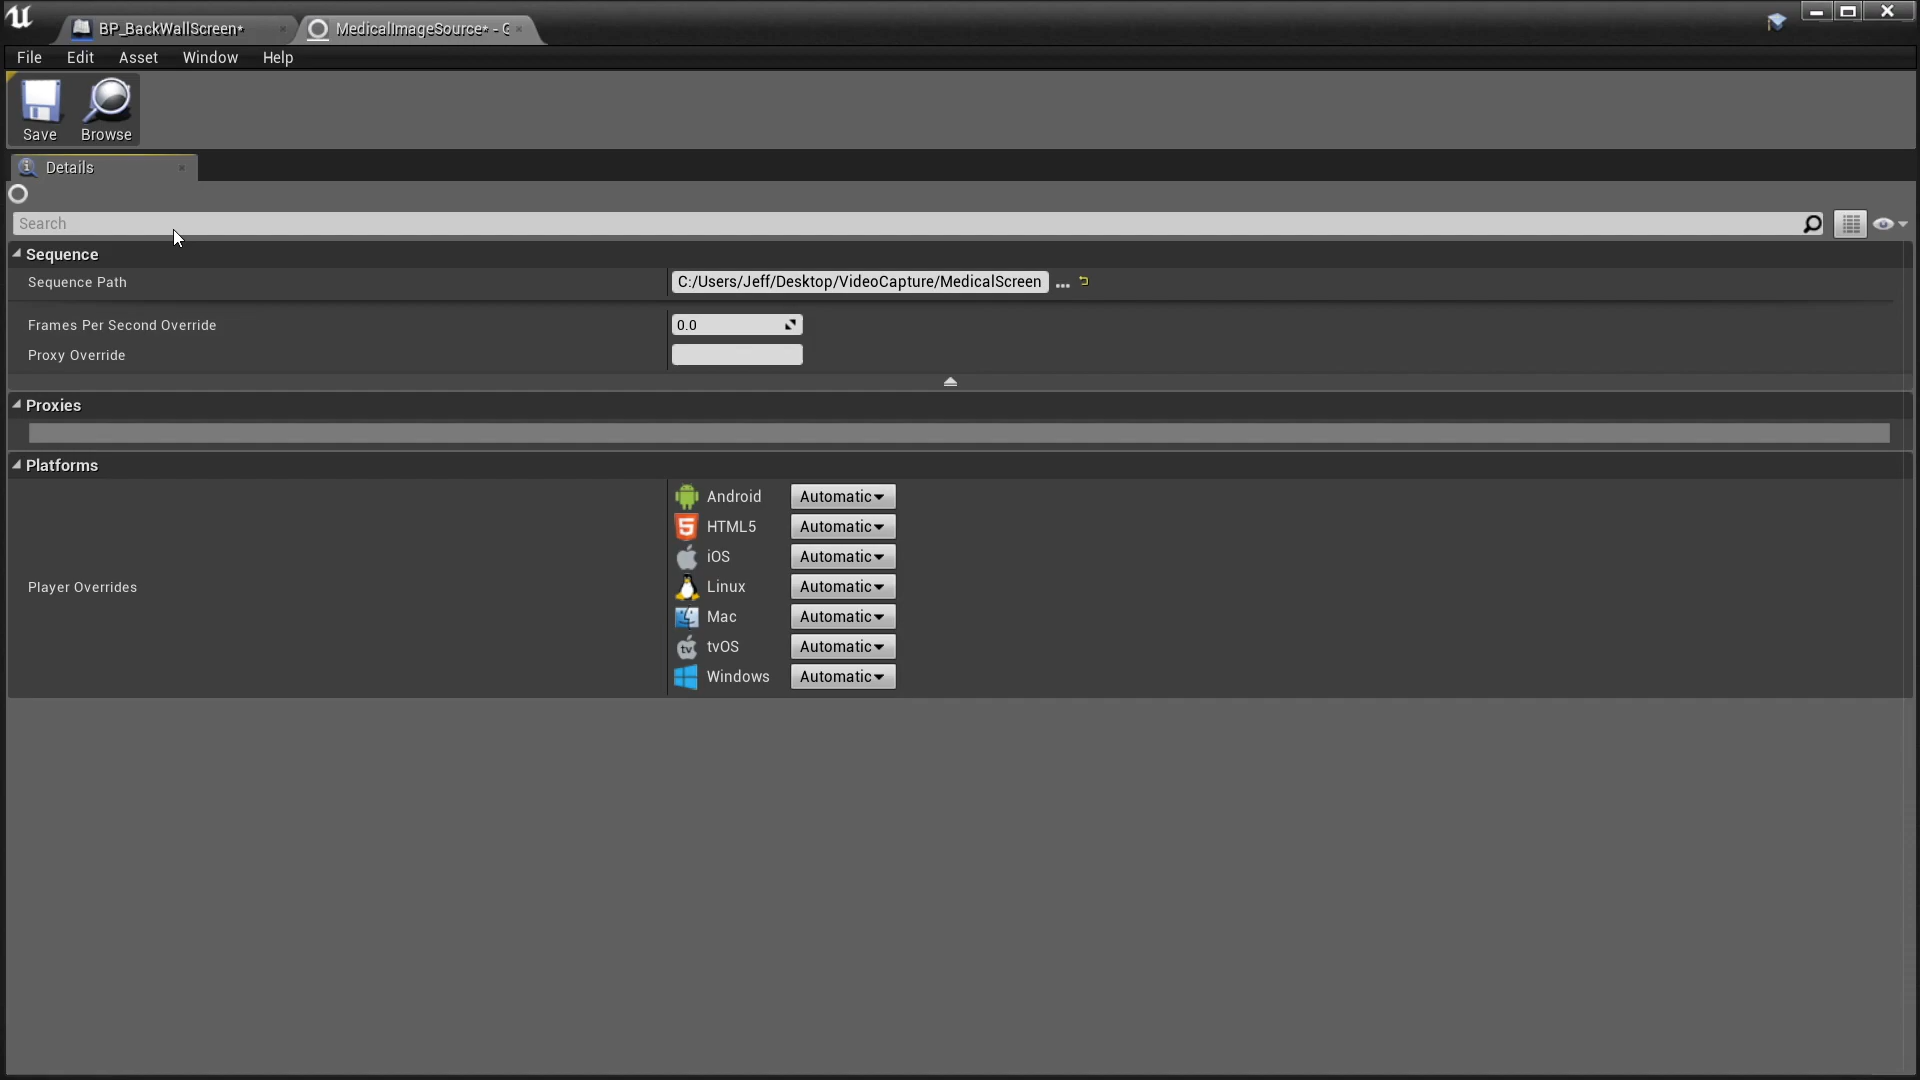 BP_BackWallScreen*
MedicalImageSource* -
File Edit Asset Window Help
Save Browse
Details
Search
Sequence
Sequence Path C:/Users/Jeff/Desktop/VideoCapture/MedicalScreen ...
Frames Per Second Override 0.0
Proxy Override
Proxies
Platforms
Player Overrides
Android Automatic
HTML5 Automatic
iOS Automatic
Linux Automatic
Mac Automatic
tvOS Automatic
Windows Automatic